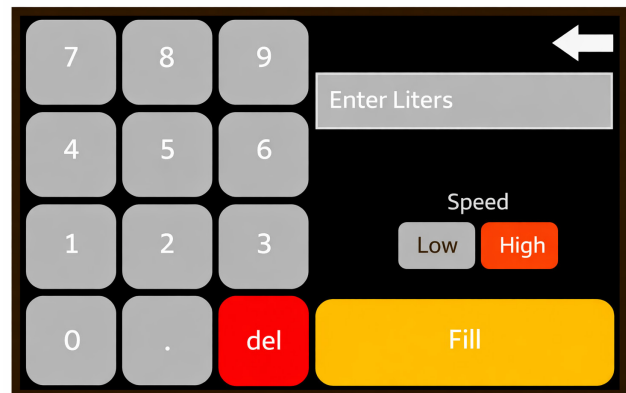 7 8 9
Enter Liters
4 5 6
Speed
1 2 3
Low High
0 . del
Fill